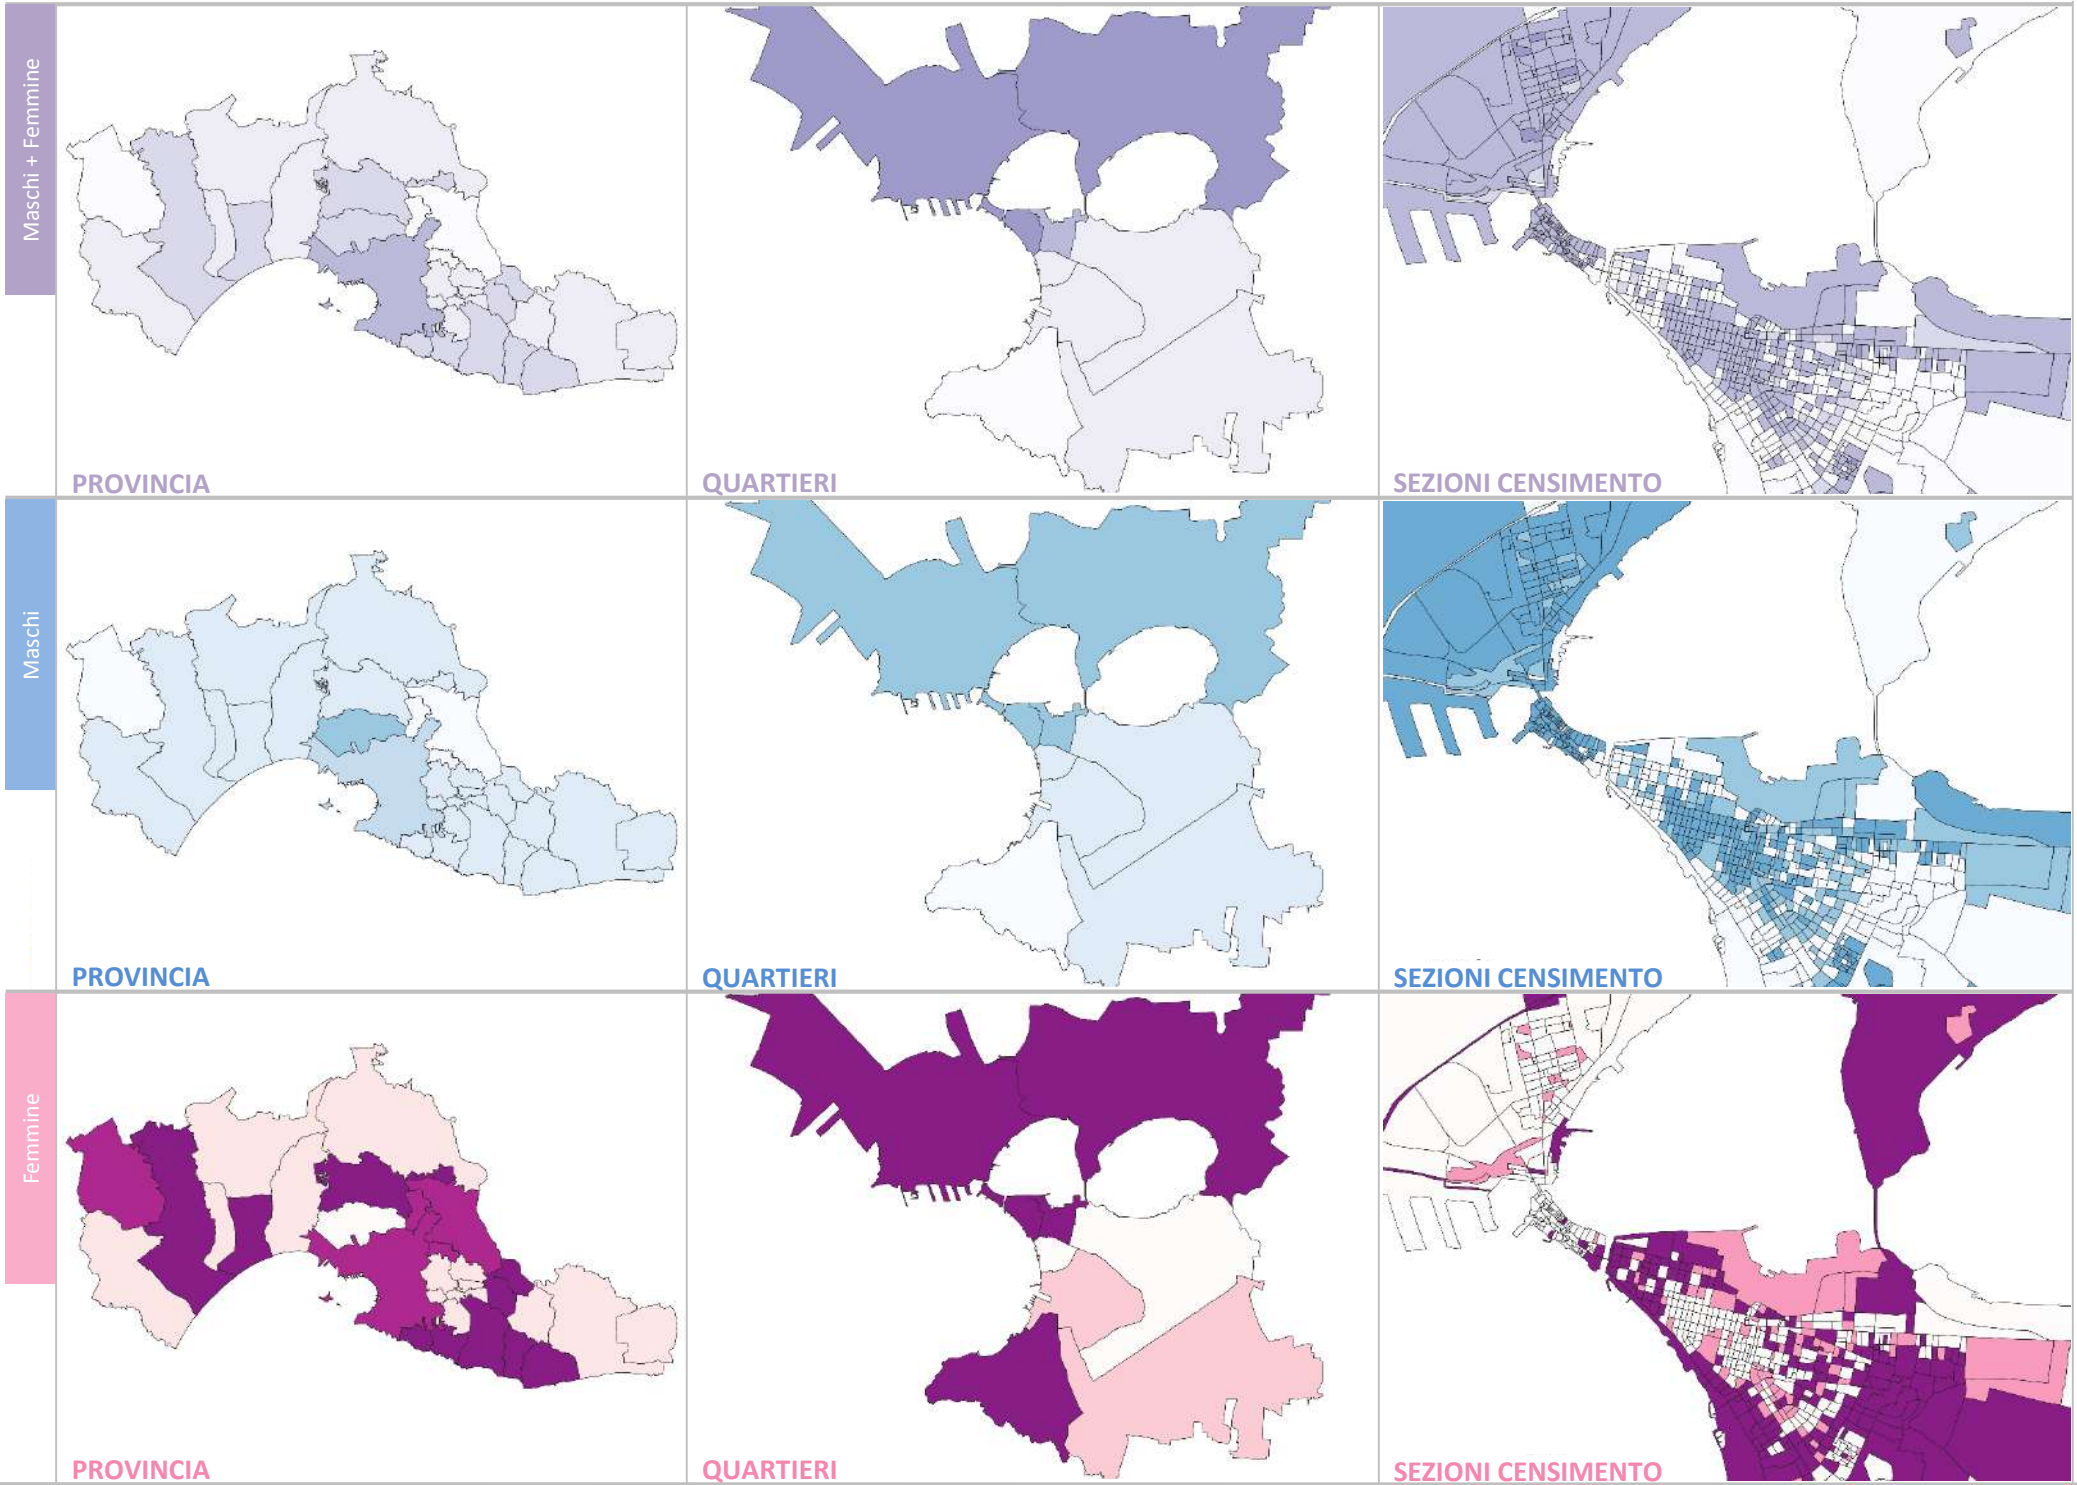 Maschi + Femmine
PROVINCIA
QUARTIERI
SEZIONI CENSIMENTO
Maschi
PROVINCIA
QUARTIERI
SEZIONI CENSIMENTO
Femmine
PROVINCIA
QUARTIERI
SEZIONI CENSIMENTO